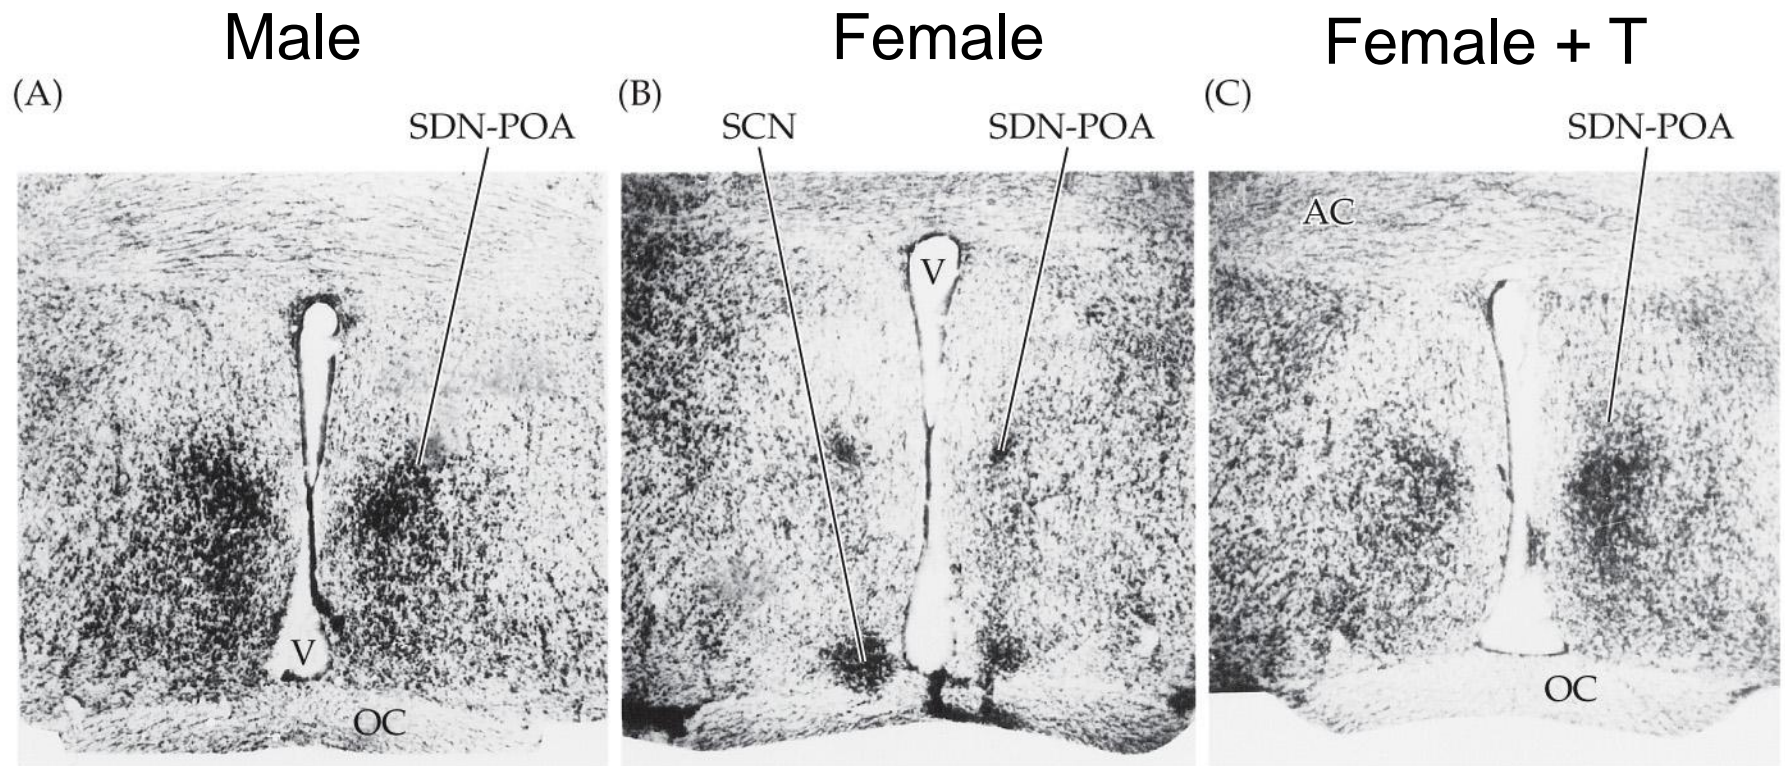 Male
Female
Female + T
(A)
(B)
(C)
SDN-POA
SCN
SDN-POA
SDN-POA
AC
V
V
OC
OC